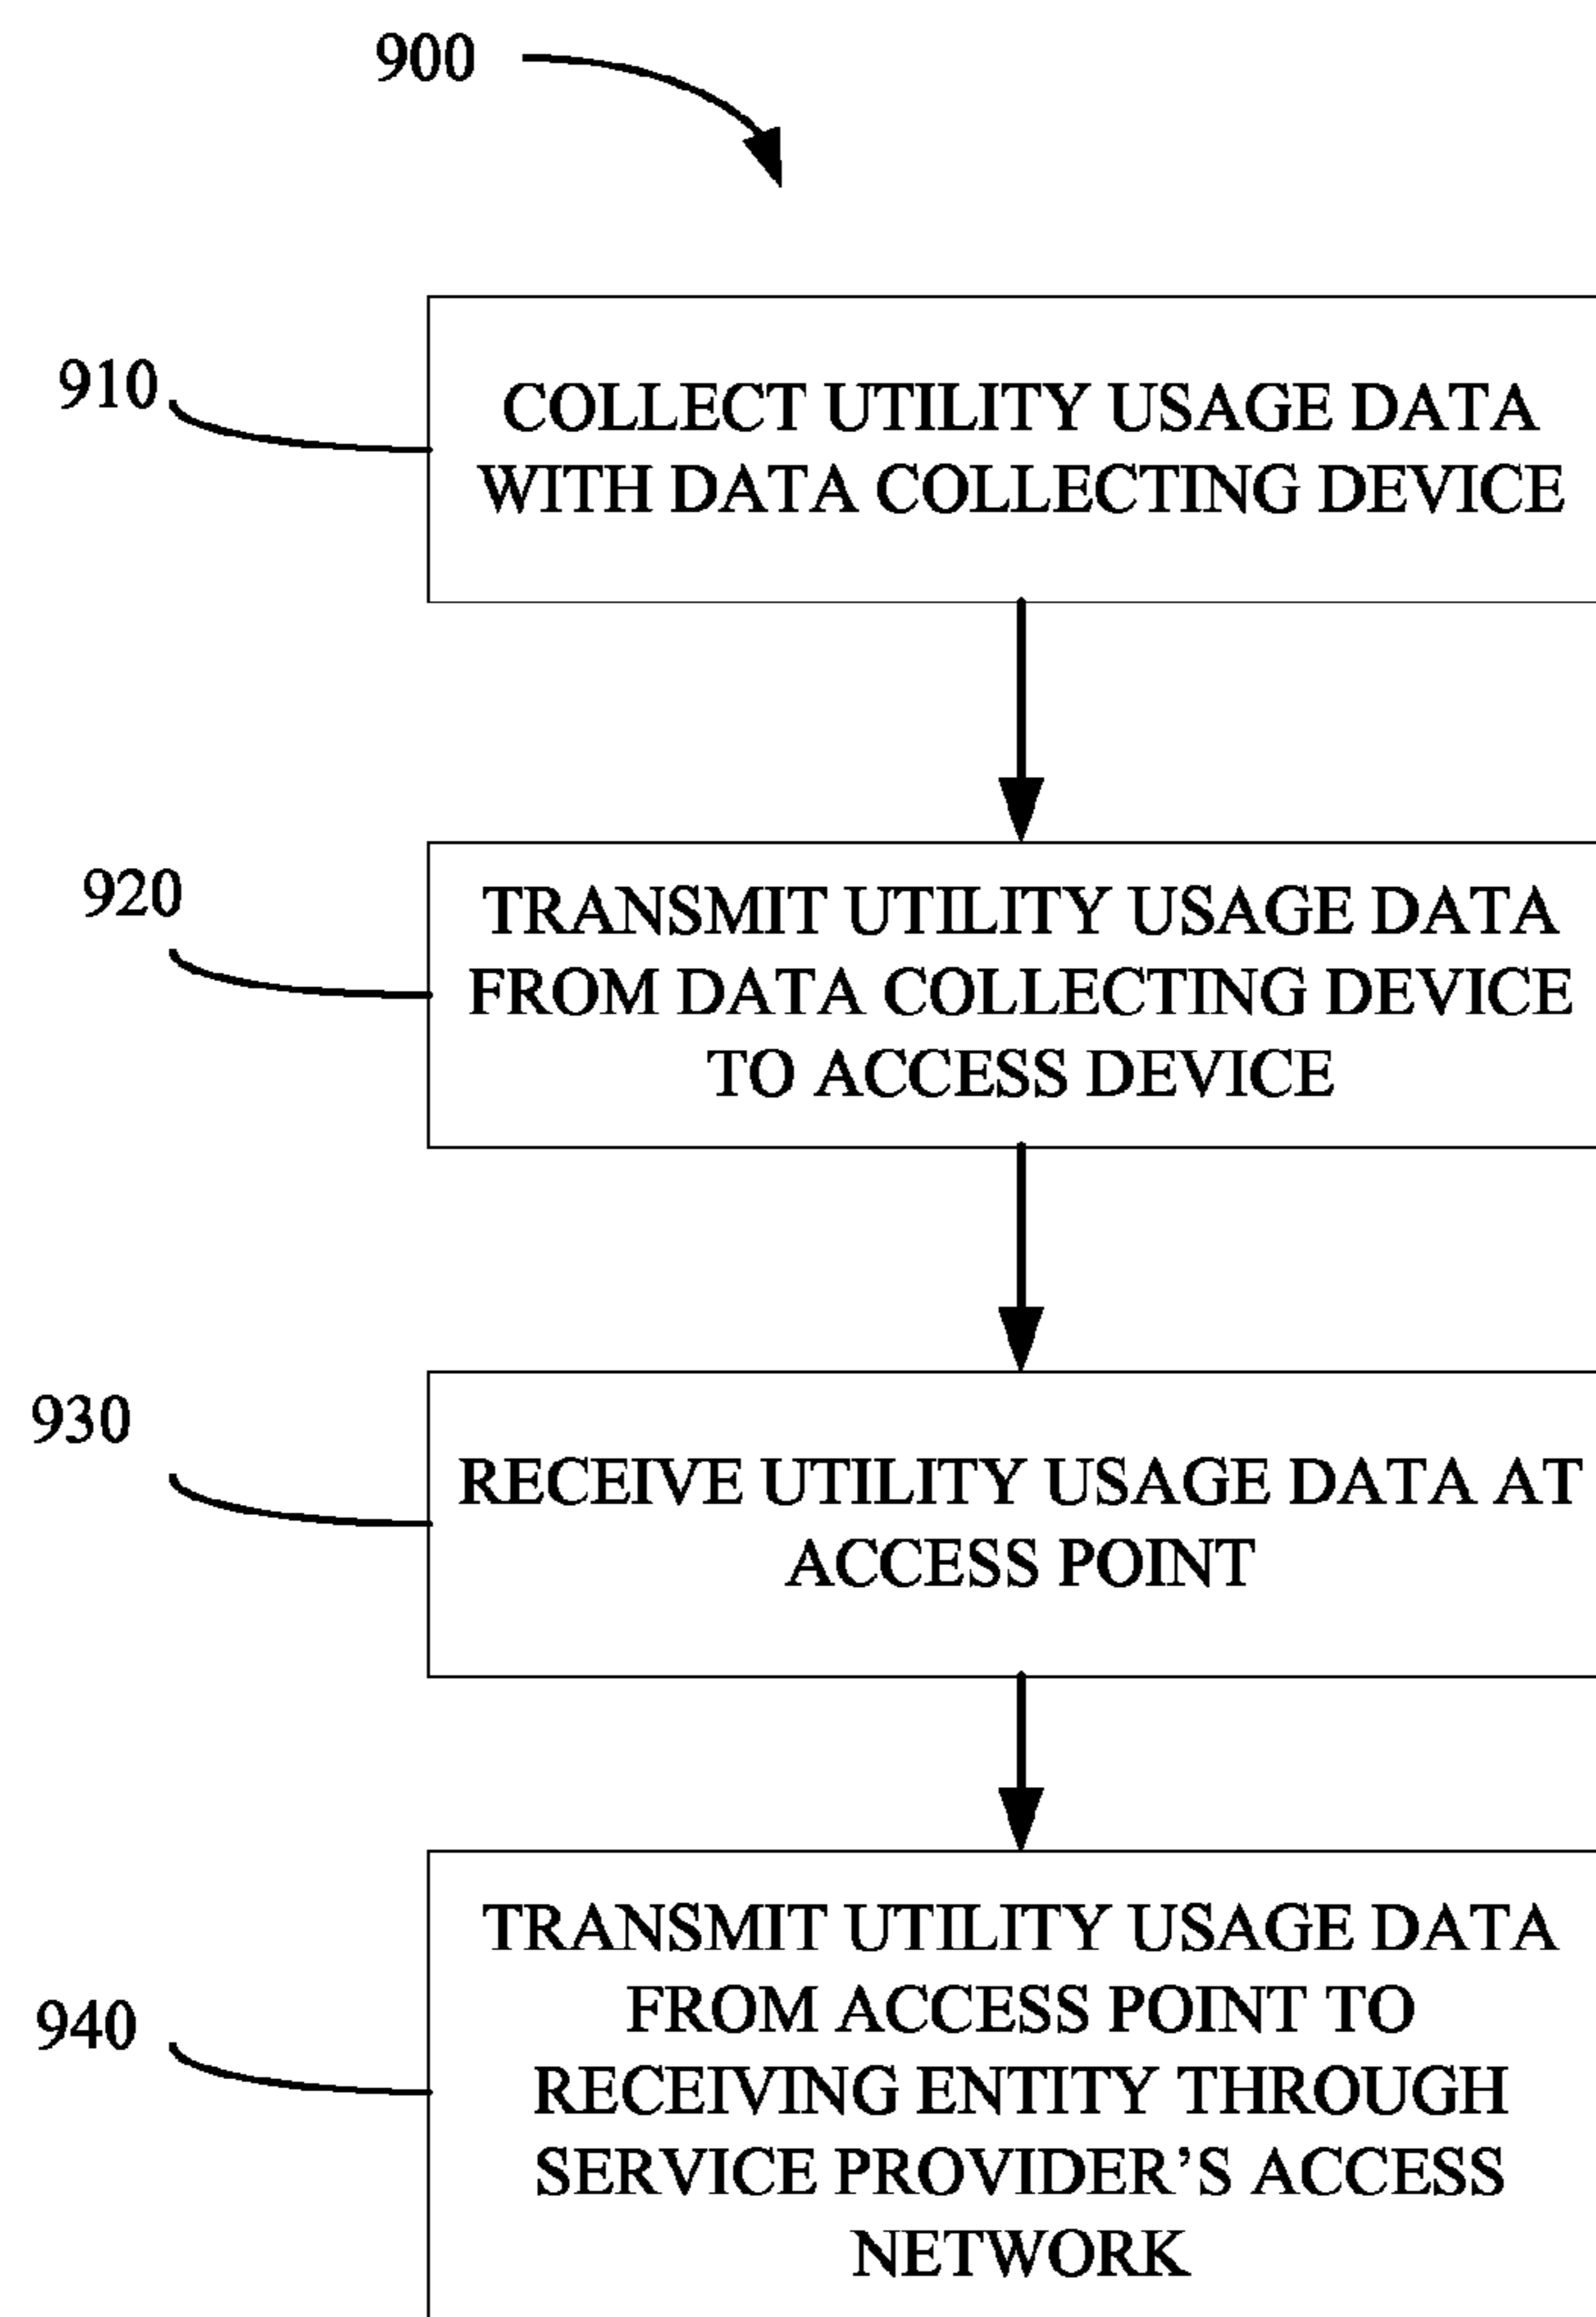 900
910
COLLECT UTILITY USAGE DATA
WITH DATA COLLECTING DEVICE
920
TRANSMIT UTILITY USAGE DATA
FROM DATA COLLECTING DEVICE
TO ACCESS DEVICE
930
RECEIVE UTILITY USAGE DATA AT
ACCESS POINT
940
TRANSMIT UTILITY USAGE DATA
FROM ACCESS POINT TO
RECEIVING ENTITY THROUGH
SERVICE PROVIDER’S ACCESS
NETWORK